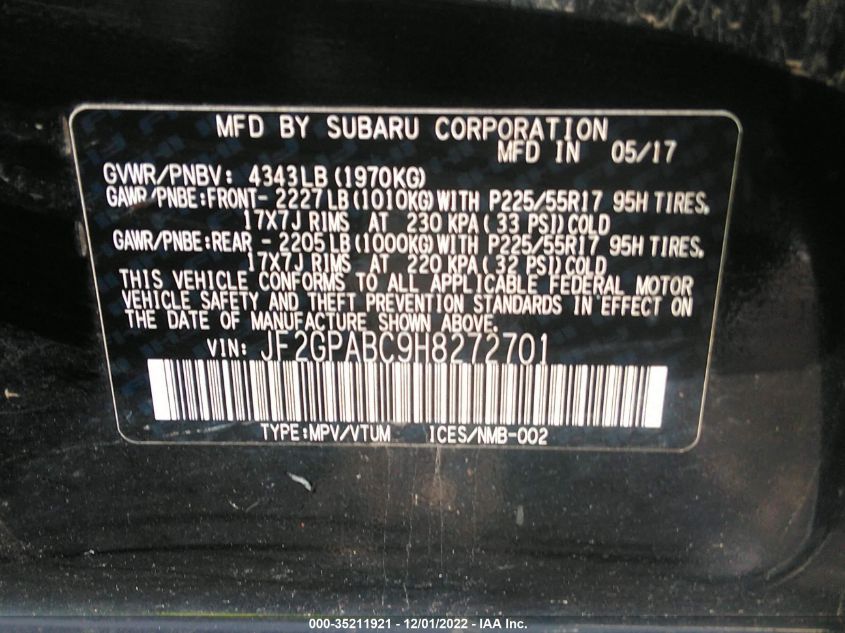 MFD BY SUBARU CORPORATION
MFD IN 05/17
GVWR/PNBV: 4343LB(1970KG)
GAWR/PNBE:FRONT- 2227LB(1010KG)WITH P225/55R17 95H TIRES,
17X7J RIMS AT 230 KPA( 33 PSI)COLD
GAWR/PNBE:REAR - 2205LB(1000KG)WITH P225/55R17 95H TIRES,
17X7J RIMS AT 220 KPA( 32 PSI)COLD
THIS VEHICLE CONFORMS TO ALL APPLICABLE FEDERAL MOTOR
VEHICLE SAFETY AND THEFT PREVENTION STANDARDS IN EFFECT ON
THE DATE OF MANUFACTURE SHOWN ABOVE.
VIN: JF2GPABC9H8272701
TYPE:MPV/VTUM ICES/NMB-002
000-35211921 - 12/01/2022 - IAA Inc.